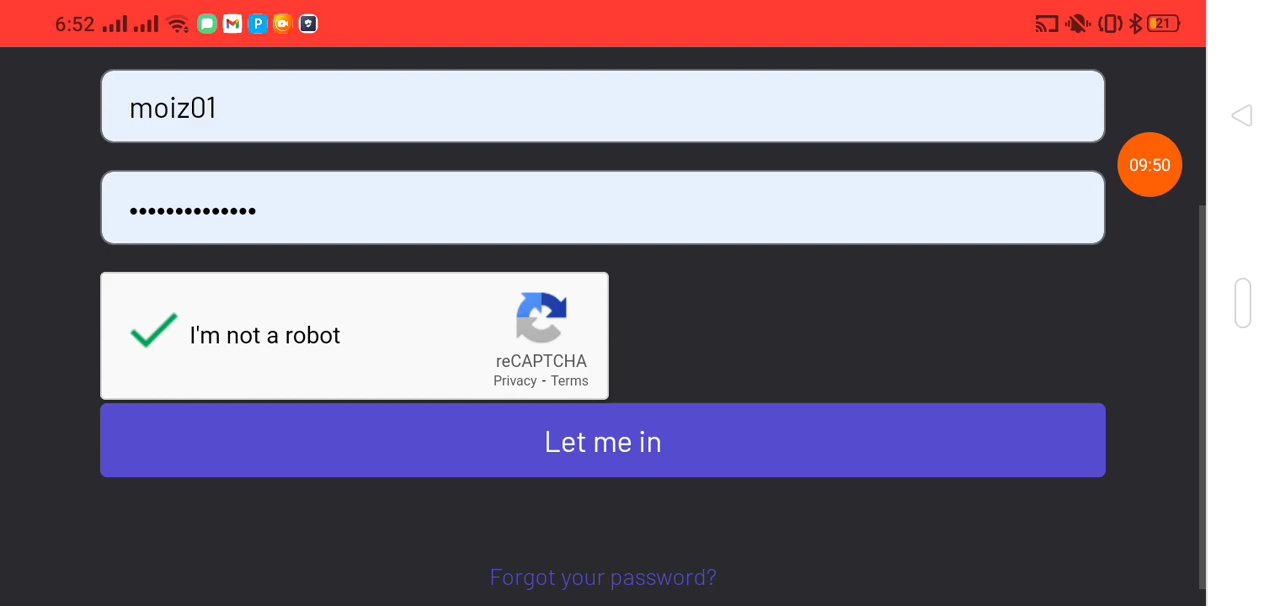 6:52
21
moiz01
09:50
••••••••••••••
I'm not a robot
reCAPTCHA
Privacy - Terms
Let me in
Forgot your password?